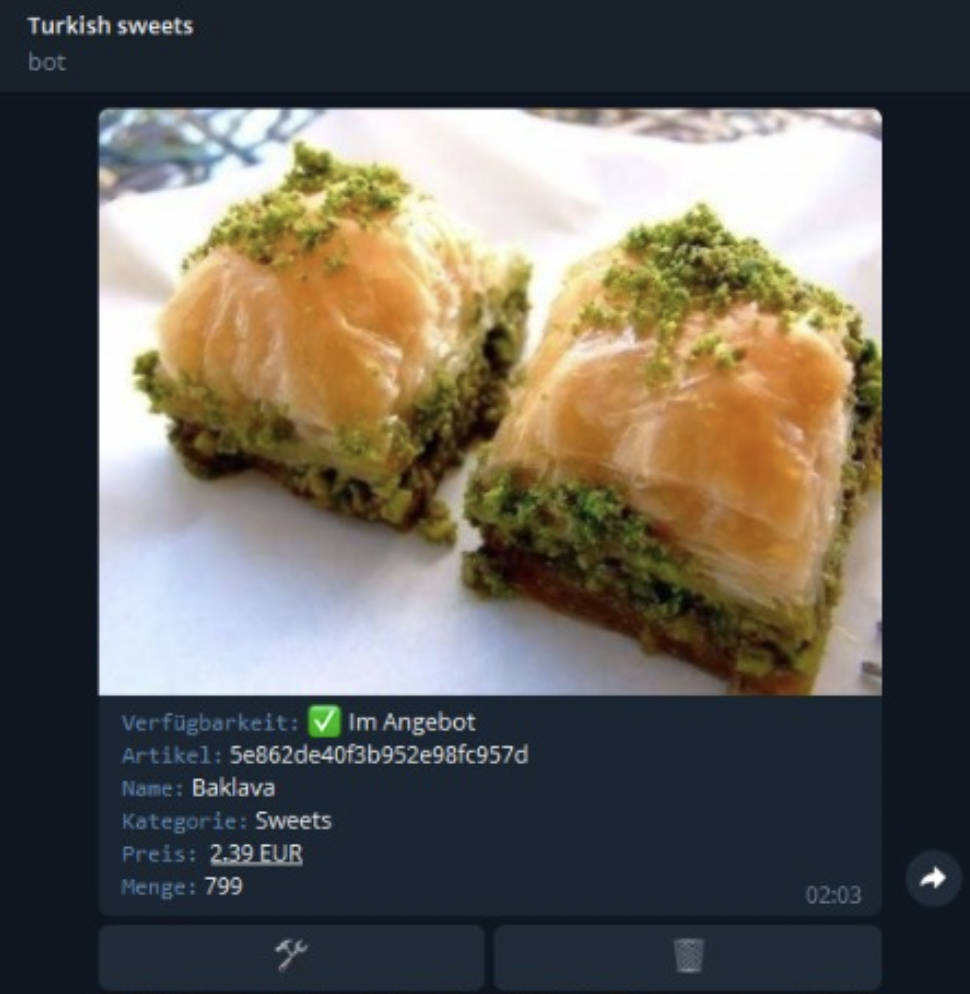 Turkish sweets
bot
Verfügbarkeit: ✅ Im Angebot
Artikel: 5e862de40f3b952e98fc957d
Name: Baklava
Kategorie: Sweets
Preis: 2.39 EUR
Menge: 799
02:03